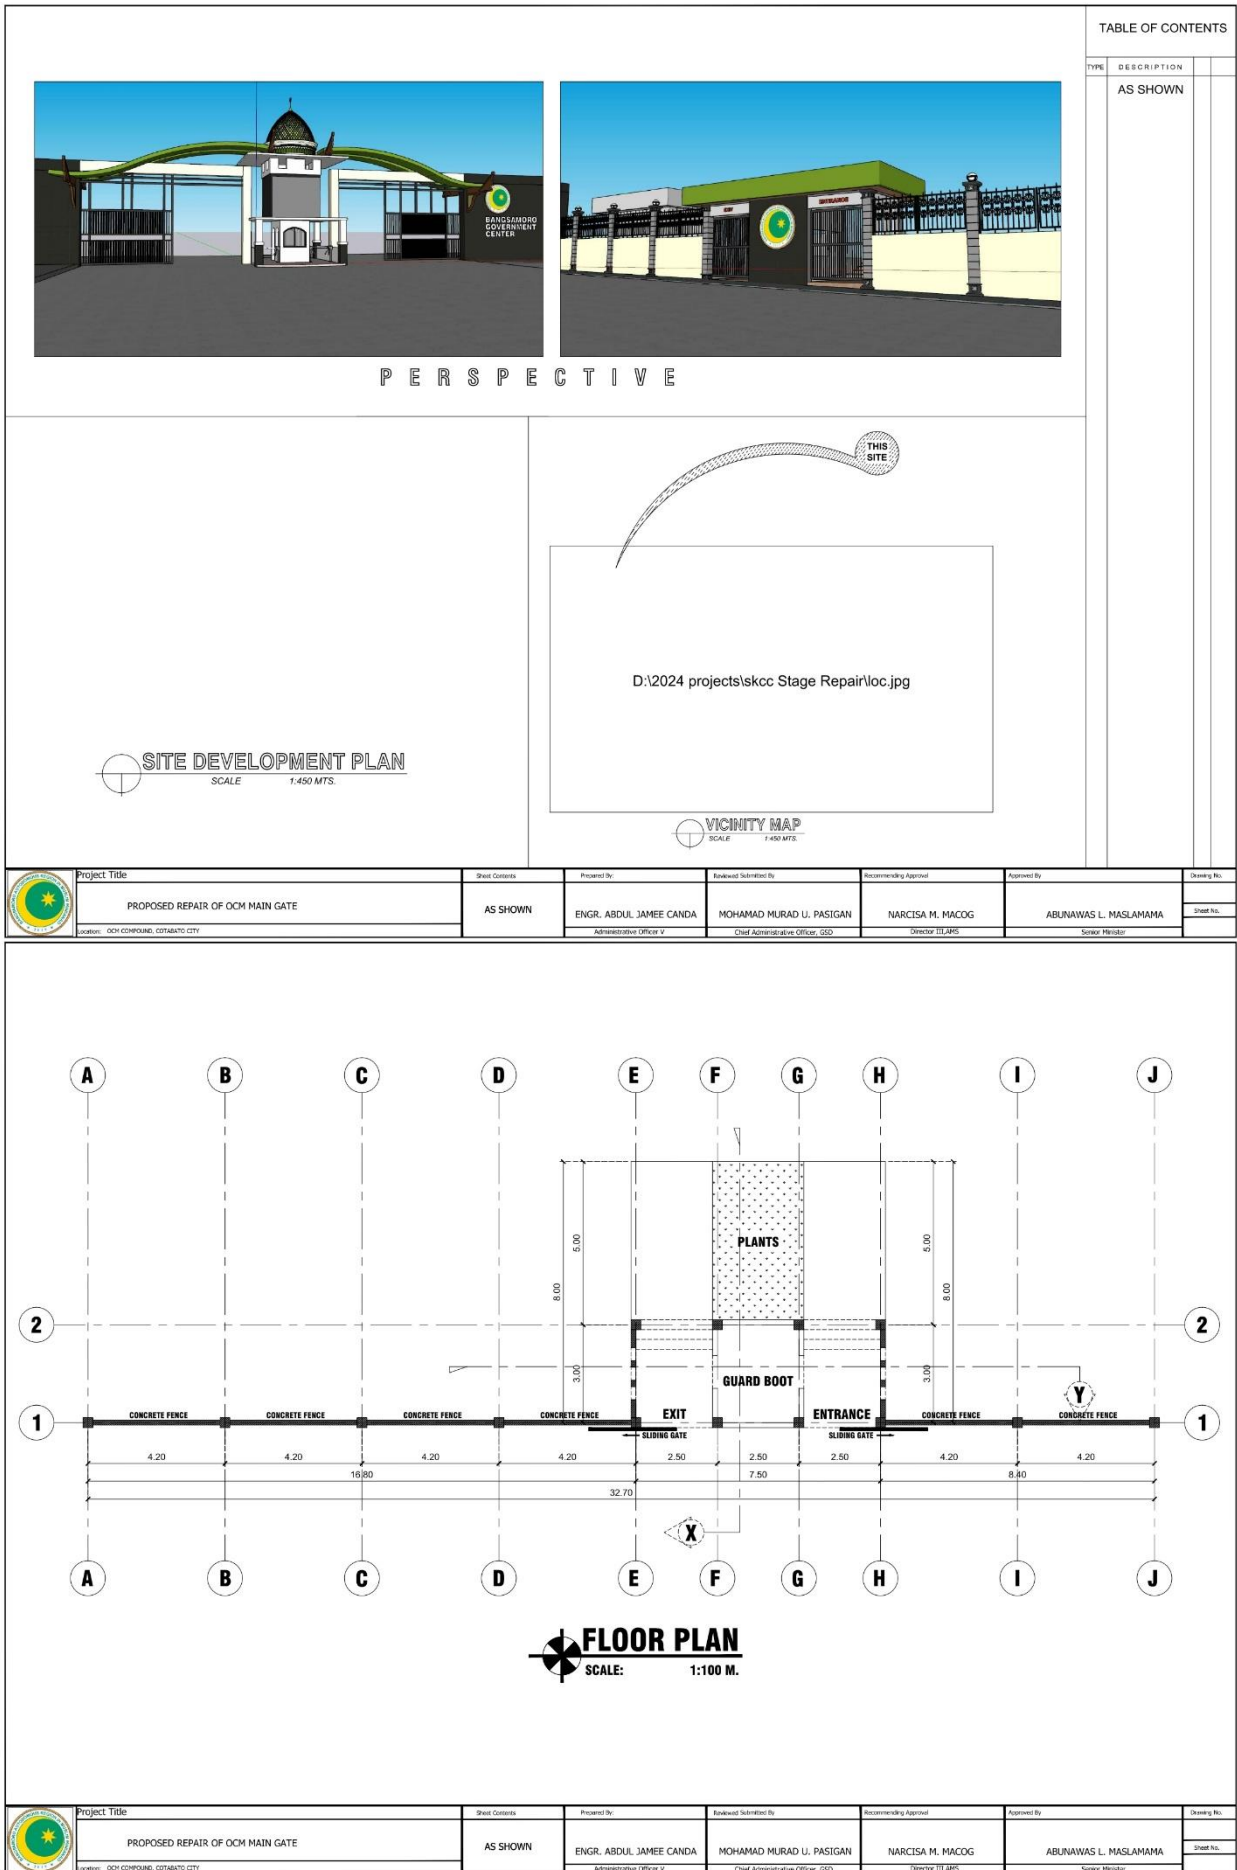 TABLE OF CONTENTS
TYPE DESCRIPTION
AS SHOWN
BANGSAMORO
GOVERNMENT
CENTER
EXIT
ENTRANCE
PERSPECTIVE
THIS
SITE
D:\2024 projects\skcc Stage Repair\loc.jpg
SITE DEVELOPMENT PLAN
SCALE 1:450 MTS.
VICINITY MAP
SCALE 1:450 MTS.
Project Title
PROPOSED REPAIR OF OCM MAIN GATE
Location: OCM COMPOUND, COTABATO CITY
Sheet Contents
AS SHOWN
Prepared By:
ENGR. ABDUL JAMEE CANDA
Administrative Officer V
Reviewed Submitted By
MOHAMAD MURAD U. PASIGAN
Chief Administrative Officer, GSD
Recommending Approval
NARCISA M. MACOG
Director III,AMS
Approved By
ABUNAWAS L. MASLAMAMA
Senior Minister
Drawing No.
Sheet No.
A B C D E F G H I J
PLANTS
5.00 5.00
8.00 8.00
2 2
3.00 3.00
GUARD BOOT
Y
1 1
CONCRETE FENCE CONCRETE FENCE CONCRETE FENCE CONCRETE FENCE EXIT ENTRANCE CONCRETE FENCE CONCRETE FENCE
SLIDING GATE SLIDING GATE
4.20 4.20 4.20 4.20 2.50 2.50 2.50 4.20 4.20
16.80 7.50 8.40
32.70
X
A B C D E F G H I J
FLOOR PLAN
SCALE: 1:100 M.
Project Title
PROPOSED REPAIR OF OCM MAIN GATE
Location: OCM COMPOUND, COTABATO CITY
Sheet Contents
AS SHOWN
Prepared By:
ENGR. ABDUL JAMEE CANDA
Administrative Officer V
Reviewed Submitted By
MOHAMAD MURAD U. PASIGAN
Chief Administrative Officer, GSD
Recommending Approval
NARCISA M. MACOG
Director III,AMS
Approved By
ABUNAWAS L. MASLAMAMA
Senior Minister
Drawing No.
Sheet No.